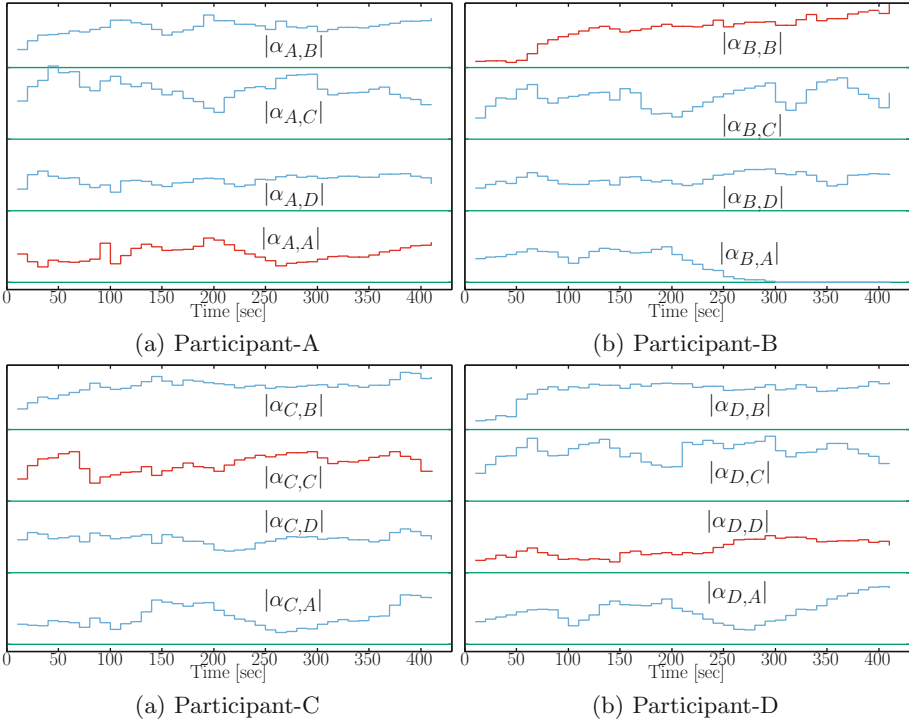 |α_{A,B}|
|α_{A,C}|
|α_{A,D}|
|α_{A,A}|
0 50 100 150 200 250 300 350 400
Time [sec]
(a) Participant-A
|α_{B,B}|
|α_{B,C}|
|α_{B,D}|
|α_{B,A}|
0 50 100 150 200 250 300 350 400
Time [sec]
(b) Participant-B
|α_{C,B}|
|α_{C,C}|
|α_{C,D}|
|α_{C,A}|
0 50 100 150 200 250 300 350 400
Time [sec]
(a) Participant-C
|α_{D,B}|
|α_{D,C}|
|α_{D,D}|
|α_{D,A}|
0 50 100 150 200 250 300 350 400
Time [sec]
(b) Participant-D